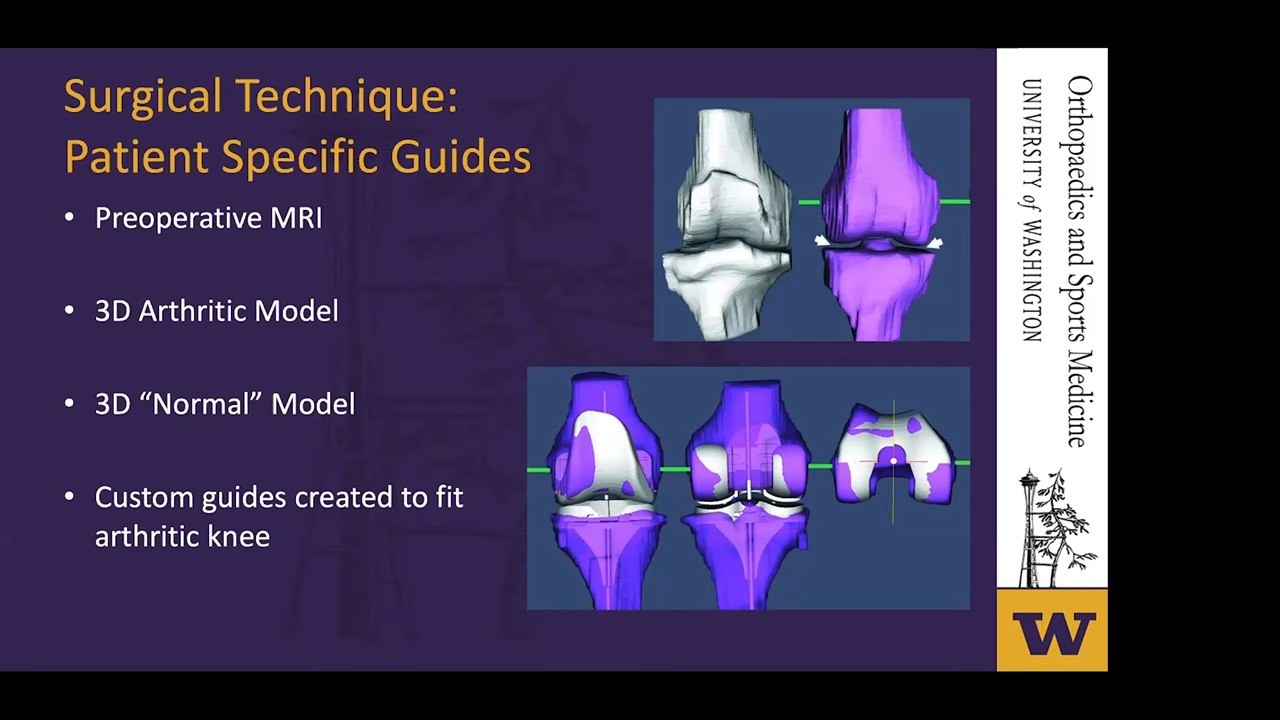 Surgical Technique:
Patient Specific Guides
• Preoperative MRI
• 3D Arthritic Model
• 3D “Normal” Model
• Custom guides created to fit
arthritic knee
Orthopaedics and Sports Medicine
UNIVERSITY of WASHINGTON
W